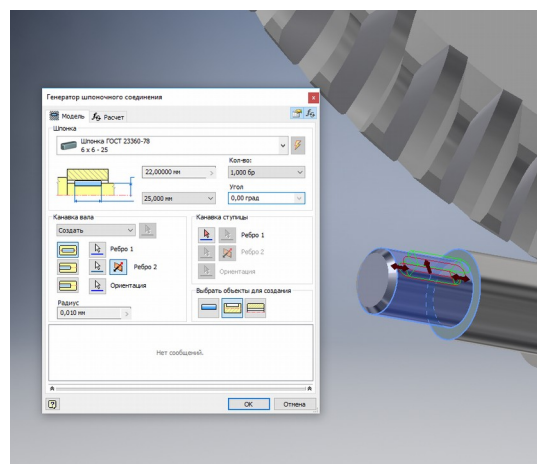 Генератор шпоночного соединения
Модель
Расчет
Шпонка
Шпонка ГОСТ 23360-78
6 x 6 - 25
22,00000 мм
Кол-во:
1,000 бр
25,000 мм
Угол
0,00 град
Канавка вала
Создать
Ребро 1
Ребро 2
Ориентация
Радиус
0,010 мм
Канавка ступицы
Ребро 1
Ребро 2
Ориентация
Выбрать объекты для создания
Нет сообщений.
OK
Отмена